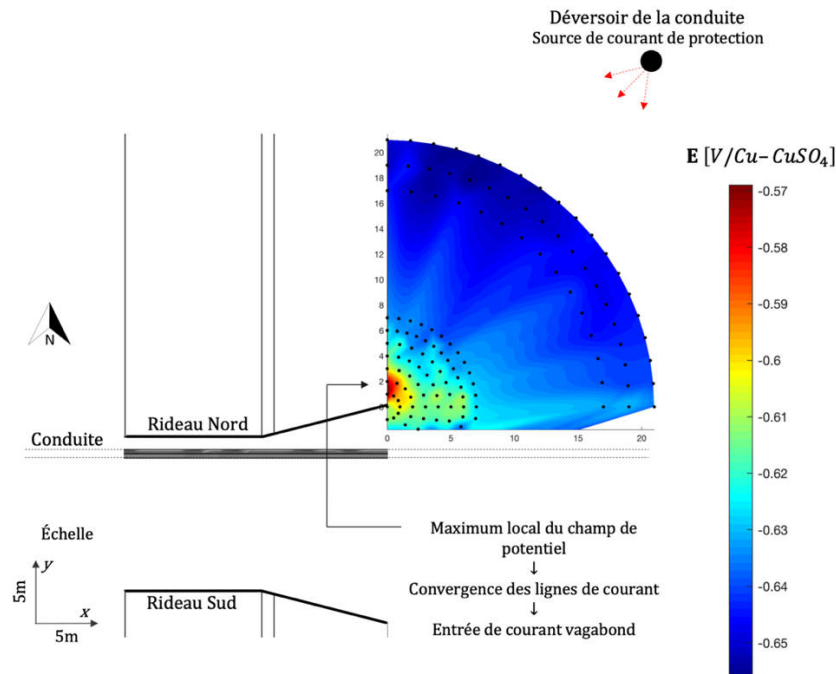 Déversoir de la conduite
Source de courant de protection
E [V/Cu– CuSO4]
20
18
16
14
12
10
8
6
4
2
0
0
5
10
15
20
-0.57
-0.58
-0.59
-0.6
-0.61
-0.62
-0.63
-0.64
-0.65
N
Rideau Nord
Conduite
Échelle
y
5m
x
5m
Rideau Sud
Maximum local du champ de
potentiel
↓
Convergence des lignes de courant
↓
Entrée de courant vagabond